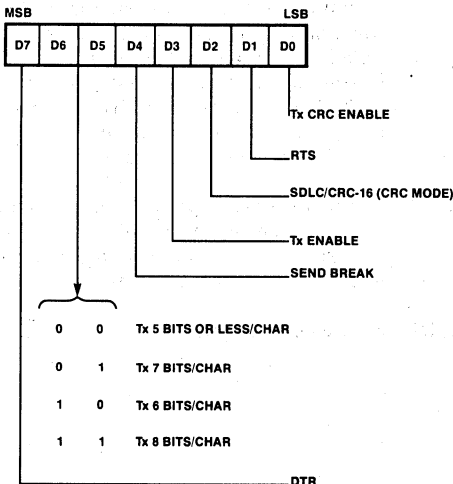 MSB LSB
D7 D6 D5 D4 D3 D2 D1 D0
Tx CRC ENABLE
RTS
SDLC/CRC-16 (CRC MODE)
Tx ENABLE
SEND BREAK
0 0 Tx 5 BITS OR LESS/CHAR
0 1 Tx 7 BITS/CHAR
1 0 Tx 6 BITS/CHAR
1 1 Tx 8 BITS/CHAR
DTR